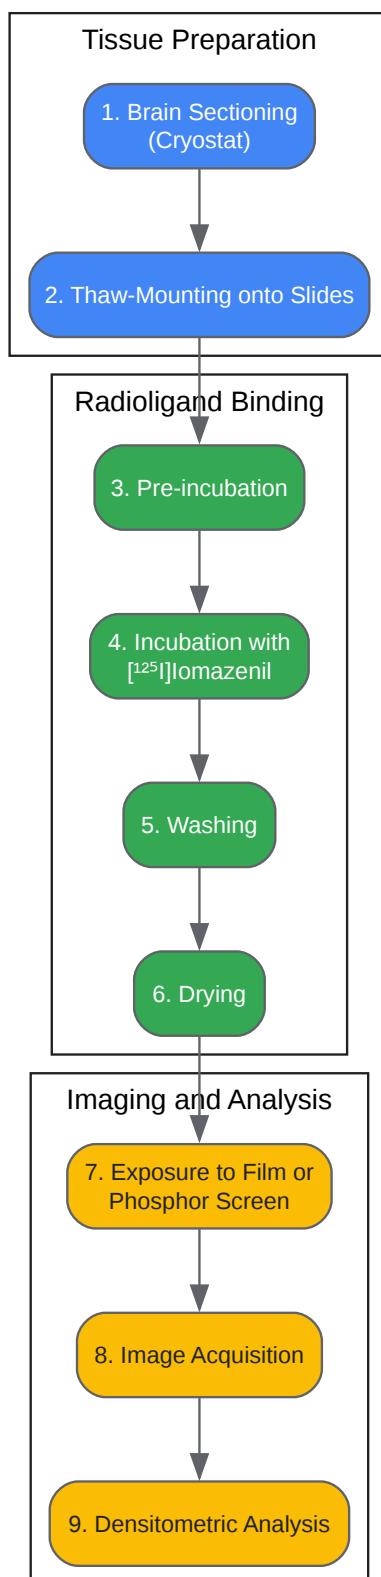 Tissue Preparation
1. Brain Sectioning
(Cryostat)
2. Thaw-Mounting onto Slides
Radioligand Binding
3. Pre-incubation
4. Incubation with
[¹²⁵I]Iomazenil
5. Washing
6. Drying
Imaging and Analysis
7. Exposure to Film or
Phosphor Screen
8. Image Acquisition
9. Densitometric Analysis